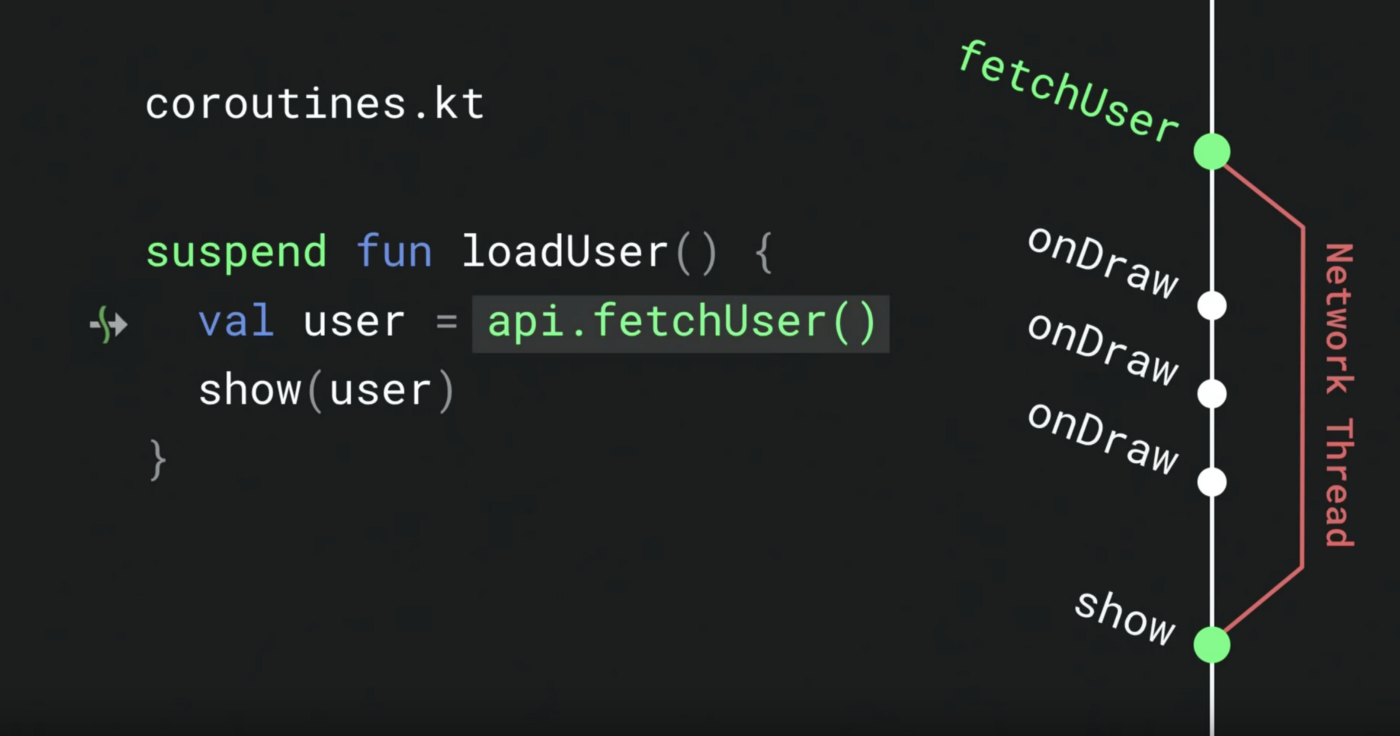 coroutines.kt
suspend fun loadUser() {
val user = api.fetchUser()
show(user)
}
fetchUser
onDraw
onDraw
onDraw
show
Network Thread